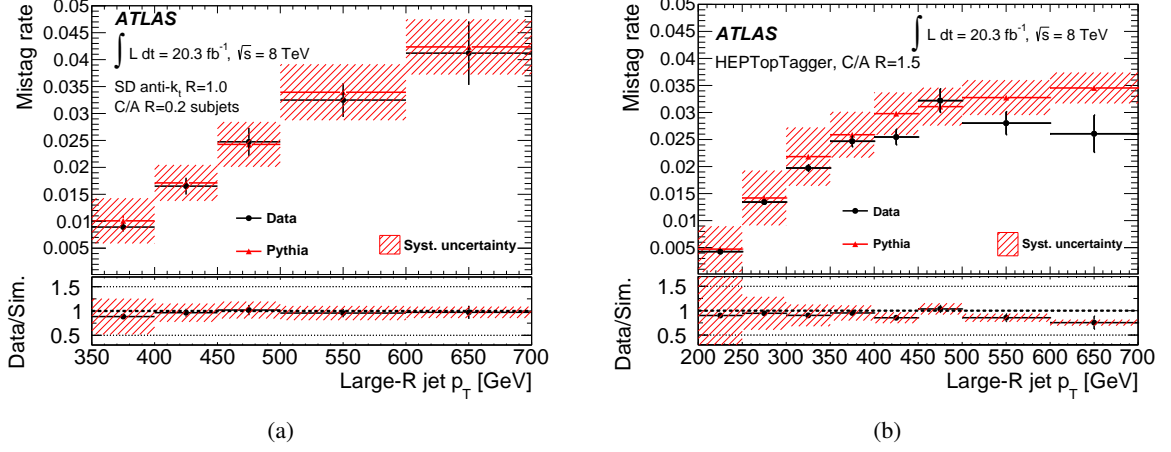 ATLAS
∫ L dt = 20.3 fb⁻¹, √s = 8 TeV
SD anti-kₜ R=1.0
C/A R=0.2 subjets
Mistag rate
0.05
0.045
0.04
0.035
0.03
0.025
0.02
0.015
0.01
0.005
Data
Pythia
Syst. uncertainty
Data/Sim.
1.5
1
0.5
350 400 450 500 550 600 650 700
Large-R jet p_T [GeV]
(a)
ATLAS
∫ L dt = 20.3 fb⁻¹, √s = 8 TeV
HEPTopTagger, C/A R=1.5
Mistag rate
0.05
0.045
0.04
0.035
0.03
0.025
0.02
0.015
0.01
0.005
Data
Pythia
Syst. uncertainty
Data/Sim.
1.5
1
0.5
200 250 300 350 400 450 500 550 600 650 700
Large-R jet p_T [GeV]
(b)